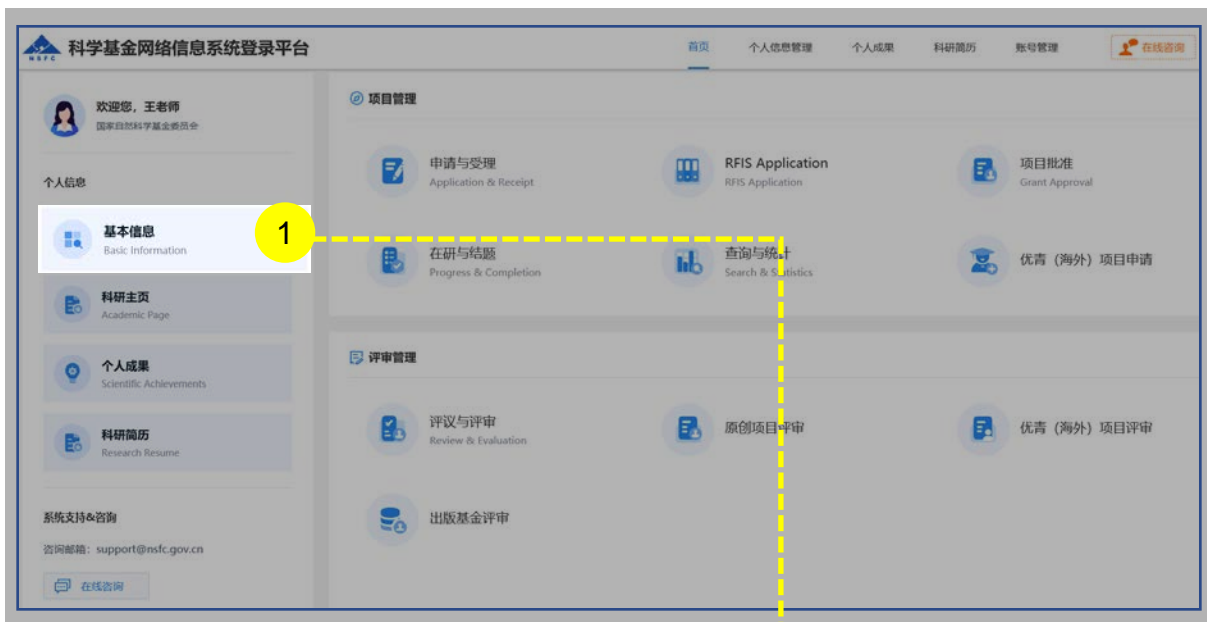 NSFC
科学基金网络信息系统登录平台
首页 个人信息管理 个人成果 科研简历 账号管理 在线咨询
欢迎您，王老师
国家自然科学基金委员会
个人信息
基本信息
Basic Information
1
科研主页
Academic Page
个人成果
Scientific Achievements
科研简历
Research Resume
系统支持&咨询
咨询邮箱：support@nsfc.gov.cn
在线咨询
项目管理
申请与受理
Application & Receipt
RFIS Application
RFIS Application
项目批准
Grant Approval
在研与结题
Progress & Completion
查询与统计
Search & Statistics
优青（海外）项目申请
评审管理
评议与评审
Review & Evaluation
原创项目评审
优青（海外）项目评审
出版基金评审